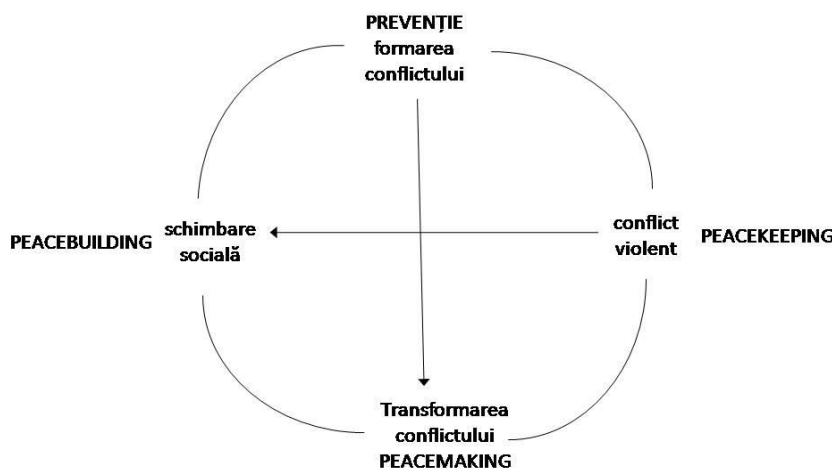 PREVENȚIE
formarea
conflictului
PEACEBUILDING
schimbare
socială
conflict
violent
PEACEKEEPING
Transformarea
conflictului
PEACEMAKING